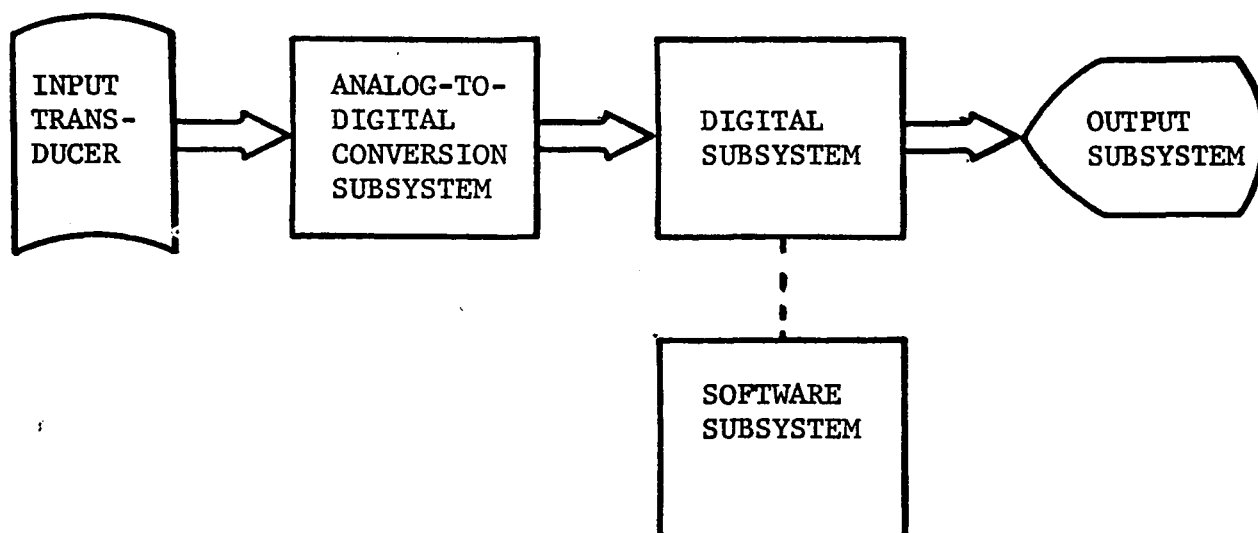 INPUT
TRANS-
DUCER
ANALOG-TO-
DIGITAL
CONVERSION
SUBSYSTEM
DIGITAL
SUBSYSTEM
OUTPUT
SUBSYSTEM
SOFTWARE
SUBSYSTEM